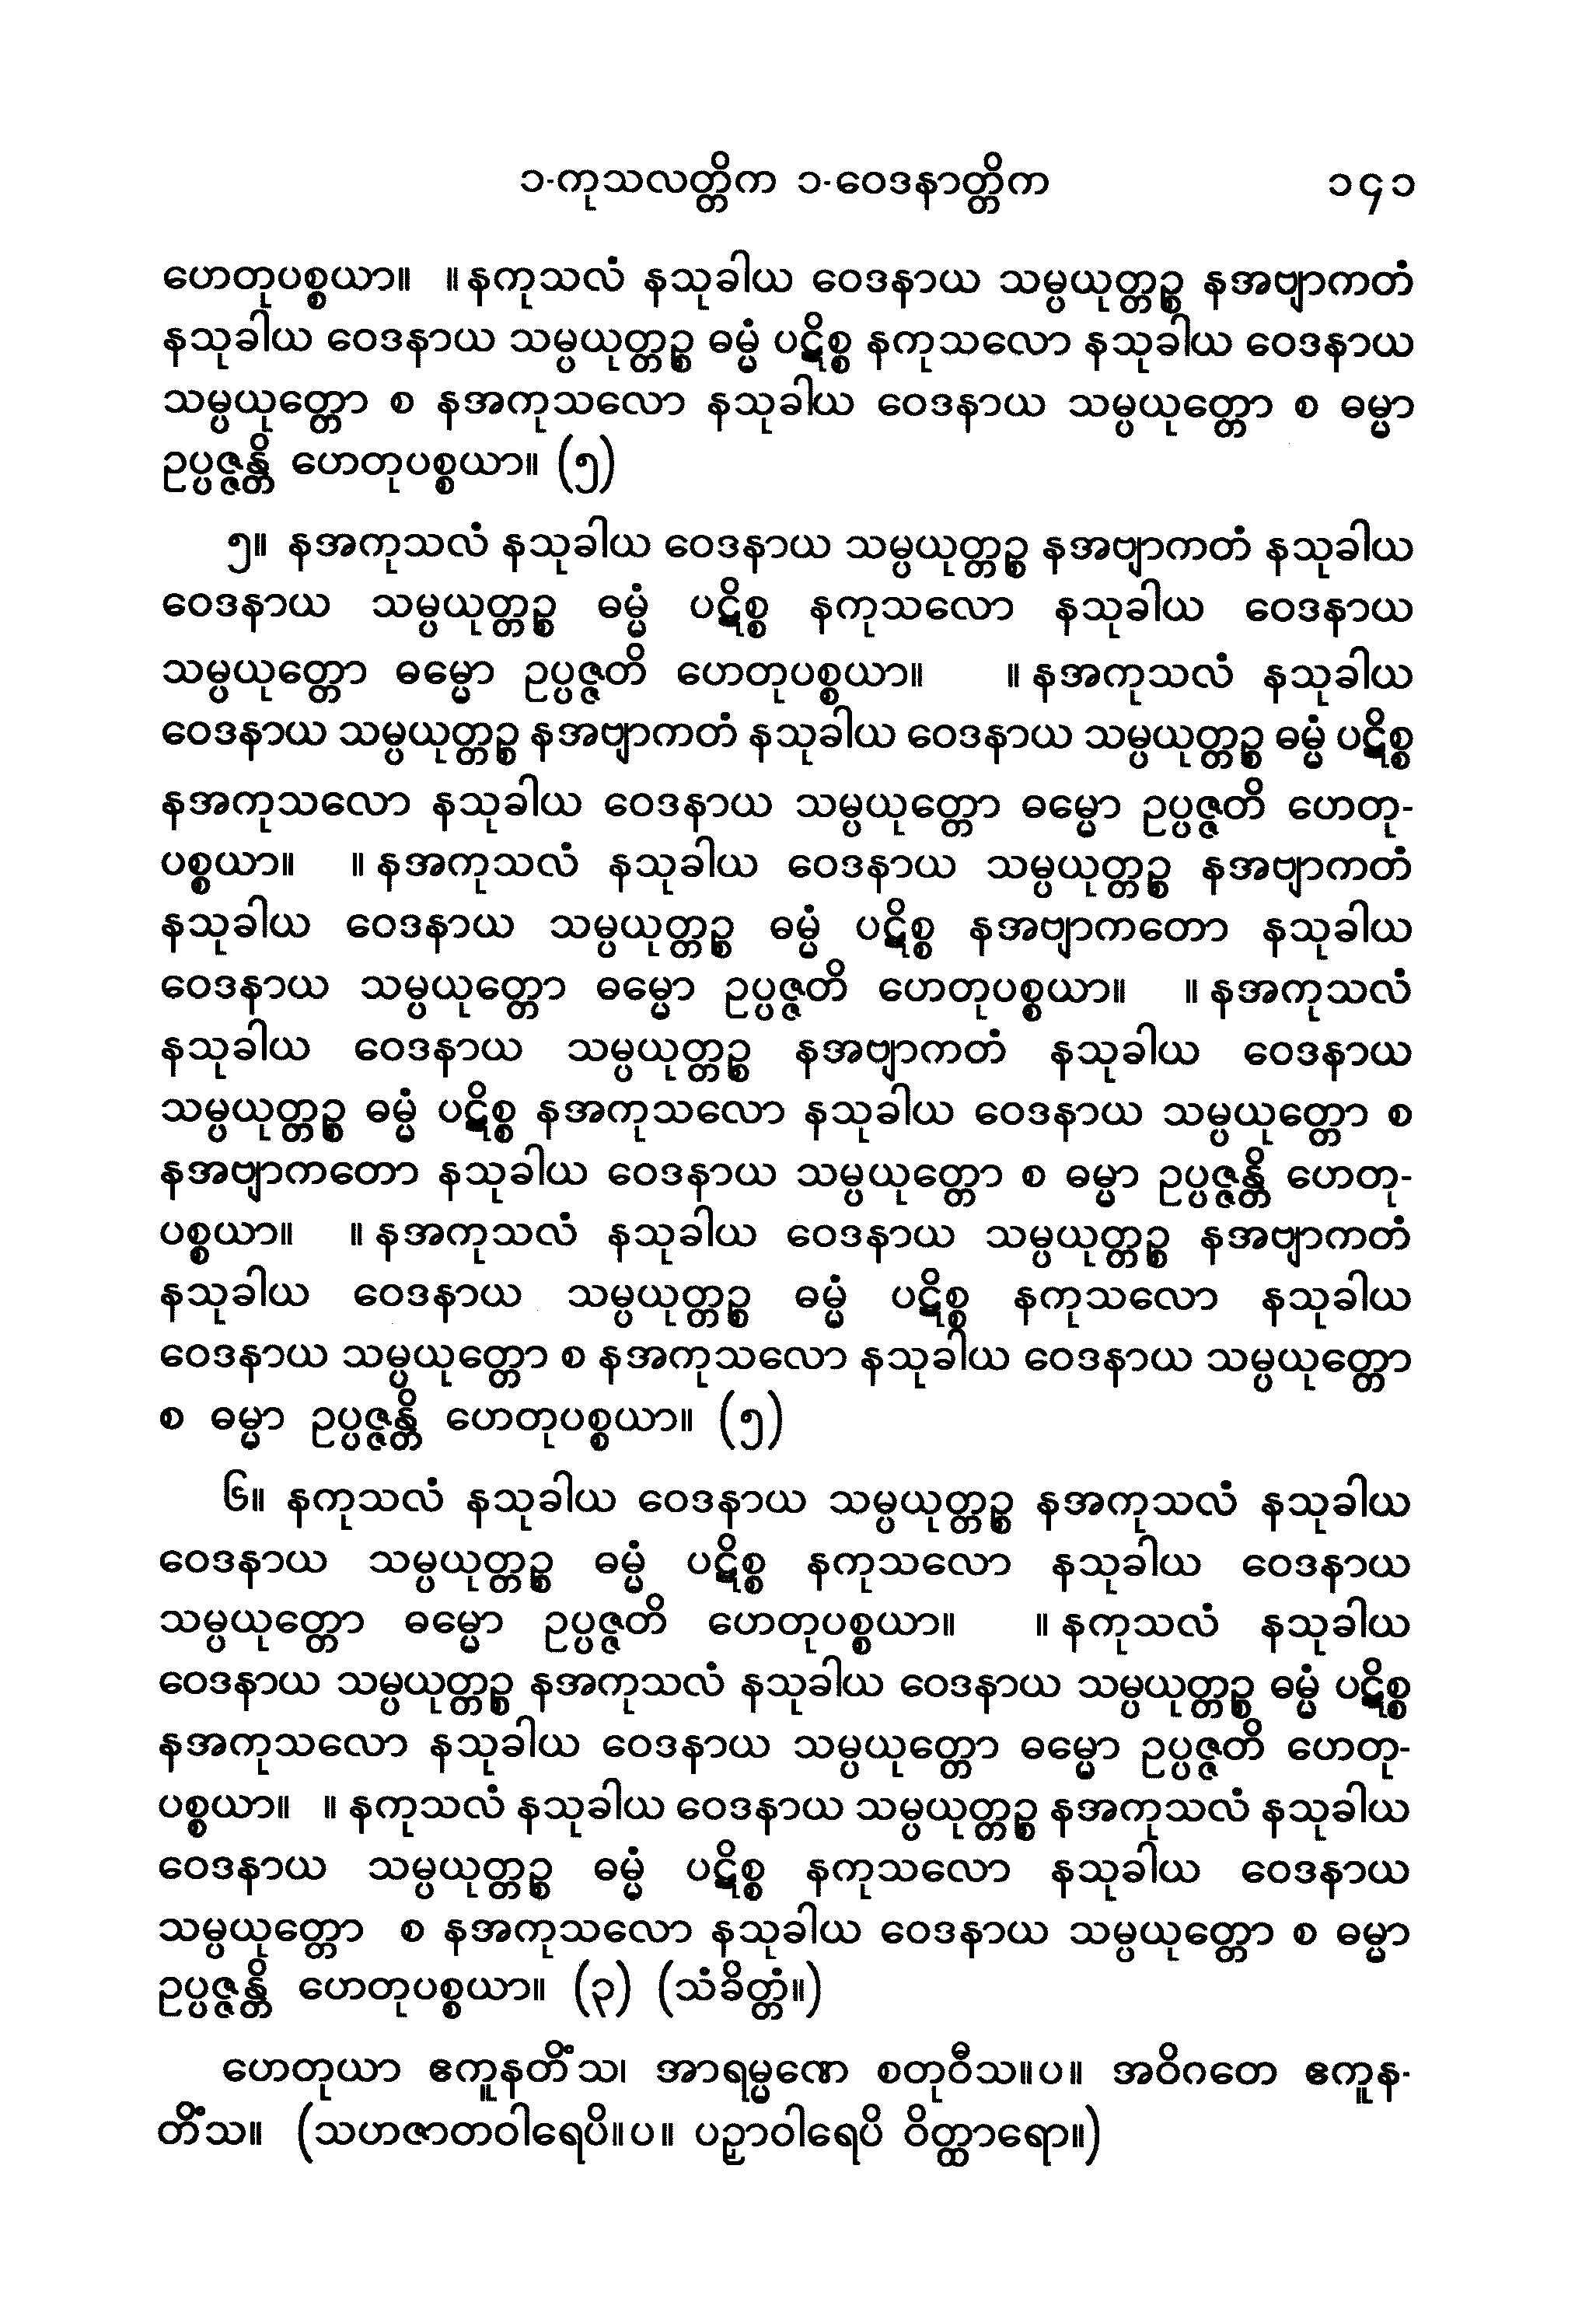 ၁-ကုသလတ္တိက ၁-ဝေဒနာတ္တိက ၁၄၁
ဟေတုပစ္စယာ။ ။ နကုသလံ နသုခါယ ဝေဒနာယ သမ္ပယုတ္တဉ္စ နအဗျာကတံ
နသုခါယ ဝေဒနာယ သမ္ပယုတ္တဉ္စ ဓမ္မံ ပဋိစ္စ နကုသလော နသုခါယ ဝေဒနာယ
သမ္ပယုတ္တော စ နအကုသလော နသုခါယ ဝေဒနာယ သမ္ပယုတ္တော စ ဓမ္မာ
ဥပ္ပဇ္ဇန္တိ ဟေတုပစ္စယာ။ (၅)
၅။ နအကုသလံ နသုခါယ ဝေဒနာယ သမ္ပယုတ္တဉ္စ နအဗျာကတံ နသုခါယ
ဝေဒနာယ သမ္ပယုတ္တဉ္စ ဓမ္မံ ပဋိစ္စ နကုသလော နသုခါယ ဝေဒနာယ
သမ္ပယုတ္တော ဓမ္မော ဥပ္ပဇ္ဇတိ ဟေတုပစ္စယာ။ ။ နအကုသလံ နသုခါယ
ဝေဒနာယ သမ္ပယုတ္တဉ္စ နအဗျာကတံ နသုခါယ ဝေဒနာယ သမ္ပယုတ္တဉ္စ ဓမ္မံ ပဋိစ္စ
နအကုသလော နသုခါယ ဝေဒနာယ သမ္ပယုတ္တော ဓမ္မော ဥပ္ပဇ္ဇတိ ဟေတု-
ပစ္စယာ။ ။ နအကုသလံ နသုခါယ ဝေဒနာယ သမ္ပယုတ္တဉ္စ နအဗျာကတံ
နသုခါယ ဝေဒနာယ သမ္ပယုတ္တဉ္စ ဓမ္မံ ပဋိစ္စ နအဗျာကတော နသုခါယ
ဝေဒနာယ သမ္ပယုတ္တော ဓမ္မော ဥပ္ပဇ္ဇတိ ဟေတုပစ္စယာ။ ။ နအကုသလံ
နသုခါယ ဝေဒနာယ သမ္ပယုတ္တဉ္စ နအဗျာကတံ နသုခါယ ဝေဒနာယ
သမ္ပယုတ္တဉ္စ ဓမ္မံ ပဋိစ္စ နအကုသလော နသုခါယ ဝေဒနာယ သမ္ပယုတ္တော စ
နအဗျာကတော နသုခါယ ဝေဒနာယ သမ္ပယုတ္တော စ ဓမ္မာ ဥပ္ပဇ္ဇန္တိ ဟေတု-
ပစ္စယာ။ ။ နအကုသလံ နသုခါယ ဝေဒနာယ သမ္ပယုတ္တဉ္စ နအဗျာကတံ
နသုခါယ ဝေဒနာယ သမ္ပယုတ္တဉ္စ ဓမ္မံ ပဋိစ္စ နကုသလော နသုခါယ
ဝေဒနာယ သမ္ပယုတ္တော စ နအကုသလော နသုခါယ ဝေဒနာယ သမ္ပယုတ္တော
စ ဓမ္မာ ဥပ္ပဇ္ဇန္တိ ဟေတုပစ္စယာ။ (၅)
၆။ နကုသလံ နသုခါယ ဝေဒနာယ သမ္ပယုတ္တဉ္စ နအကုသလံ နသုခါယ
ဝေဒနာယ သမ္ပယုတ္တဉ္စ ဓမ္မံ ပဋိစ္စ နကုသလော နသုခါယ ဝေဒနာယ
သမ္ပယုတ္တော ဓမ္မော ဥပ္ပဇ္ဇတိ ဟေတုပစ္စယာ။ ။ နကုသလံ နသုခါယ
ဝေဒနာယ သမ္ပယုတ္တဉ္စ နအကုသလံ နသုခါယ ဝေဒနာယ သမ္ပယုတ္တဉ္စ ဓမ္မံ ပဋိစ္စ
နအကုသလော နသုခါယ ဝေဒနာယ သမ္ပယုတ္တော ဓမ္မော ဥပ္ပဇ္ဇတိ ဟေတု-
ပစ္စယာ။ ။ နကုသလံ နသုခါယ ဝေဒနာယ သမ္ပယုတ္တဉ္စ နအကုသလံ နသုခါယ
ဝေဒနာယ သမ္ပယုတ္တဉ္စ ဓမ္မံ ပဋိစ္စ နကုသလော နသုခါယ ဝေဒနာယ
သမ္ပယုတ္တော စ နအကုသလော နသုခါယ ဝေဒနာယ သမ္ပယုတ္တော စ ဓမ္မာ
ဥပ္ပဇ္ဇန္တိ ဟေတုပစ္စယာ။ (၃) (သံခိတ္တံ။)
ဟေတုယာ ဧကူနတိံသ၊ အာရမ္မဏေ စတုဝီသ။ပ။ အဝိဂတေ ဧကူန-
တိံသ။ (သဟဇာတဝါရေပိ။ပ။ ပဉှာဝါရေပိ ဝိတ္ထာရော။)